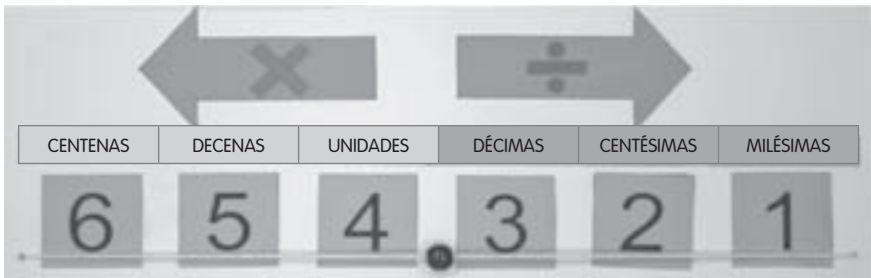 × ÷
CENTENAS DECENAS UNIDADES DÉCIMAS CENTÉSIMAS MILÉSIMAS
6 5 4 3 2 1